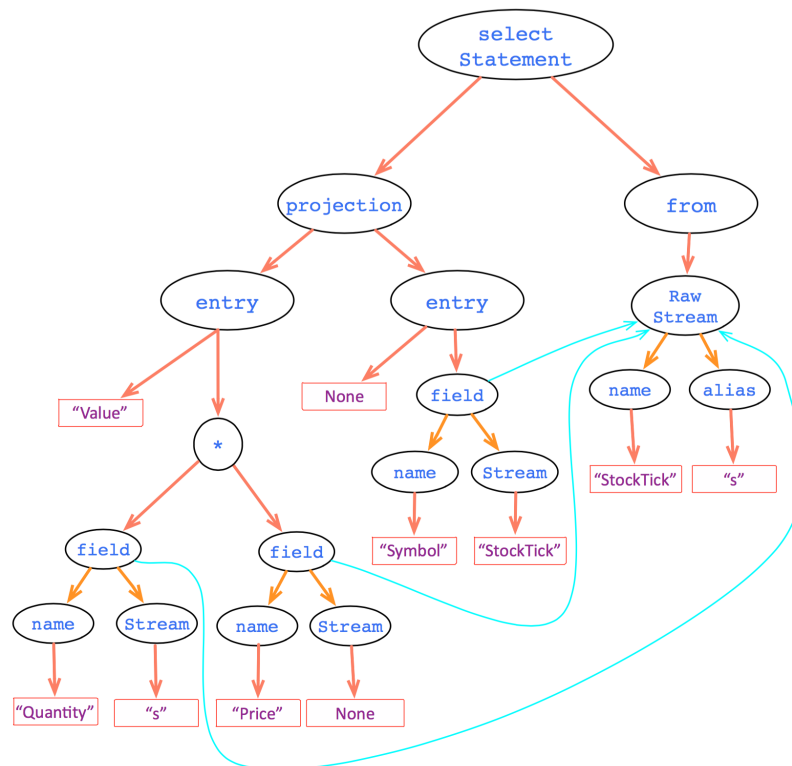 select
Statement
projection
from
entry
entry
Raw
Stream
“Value”
None
field
name
alias
*
name
Stream
“StockTick”
“s”
field
field
“Symbol”
“StockTick”
name
Stream
name
Stream
“Quantity”
“s”
“Price”
None